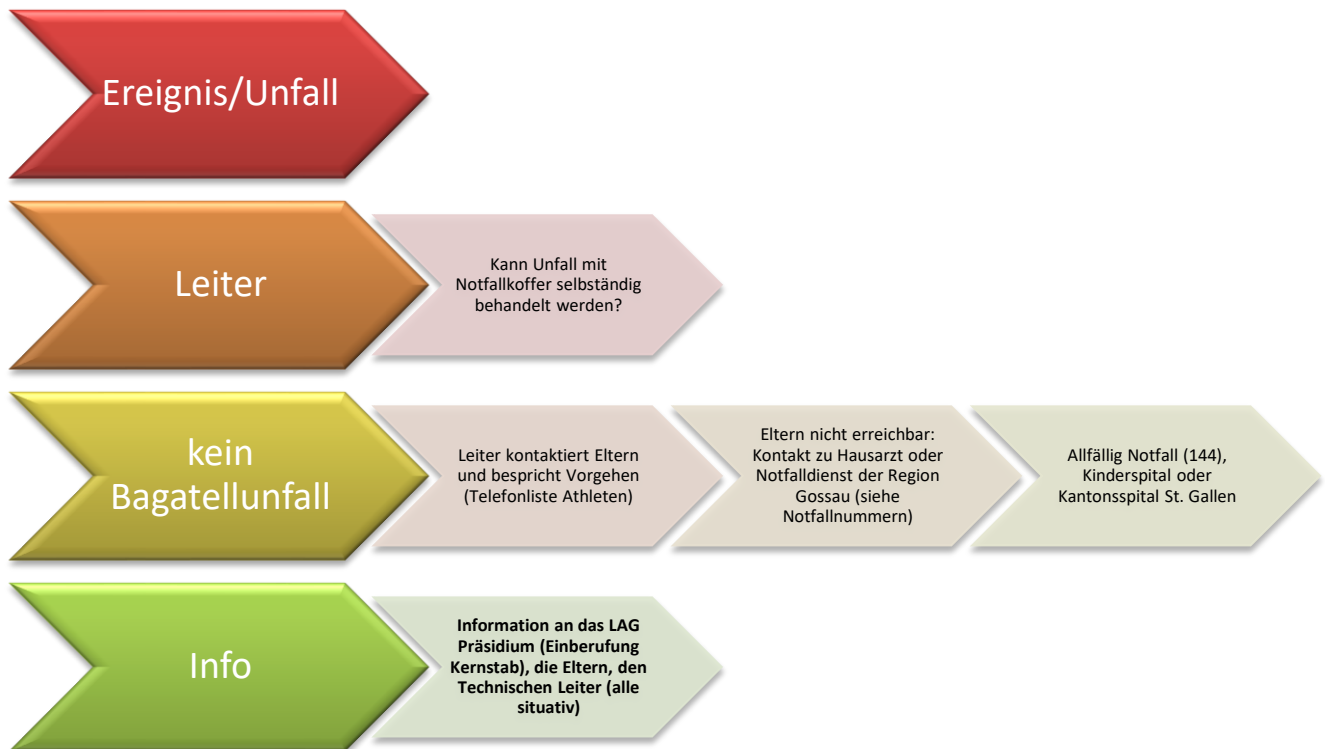 Ereignis/Unfall
Leiter
Kann Unfall mit
Notfallkoffer selbständig
behandelt werden?
kein
Bagatellunfall
Leiter kontaktiert Eltern
und bespricht Vorgehen
(Telefonliste Athleten)
Eltern nicht erreichbar:
Kontakt zu Hausarzt oder
Notfalldienst der Region
Gossau (siehe
Notfallnummern)
Allfällig Notfall (144),
Kinderspital oder
Kantonsspital St. Gallen
Info
Information an das LAG
Präsidium (Einberufung
Kernstab), die Eltern, den
Technischen Leiter (alle
situativ)